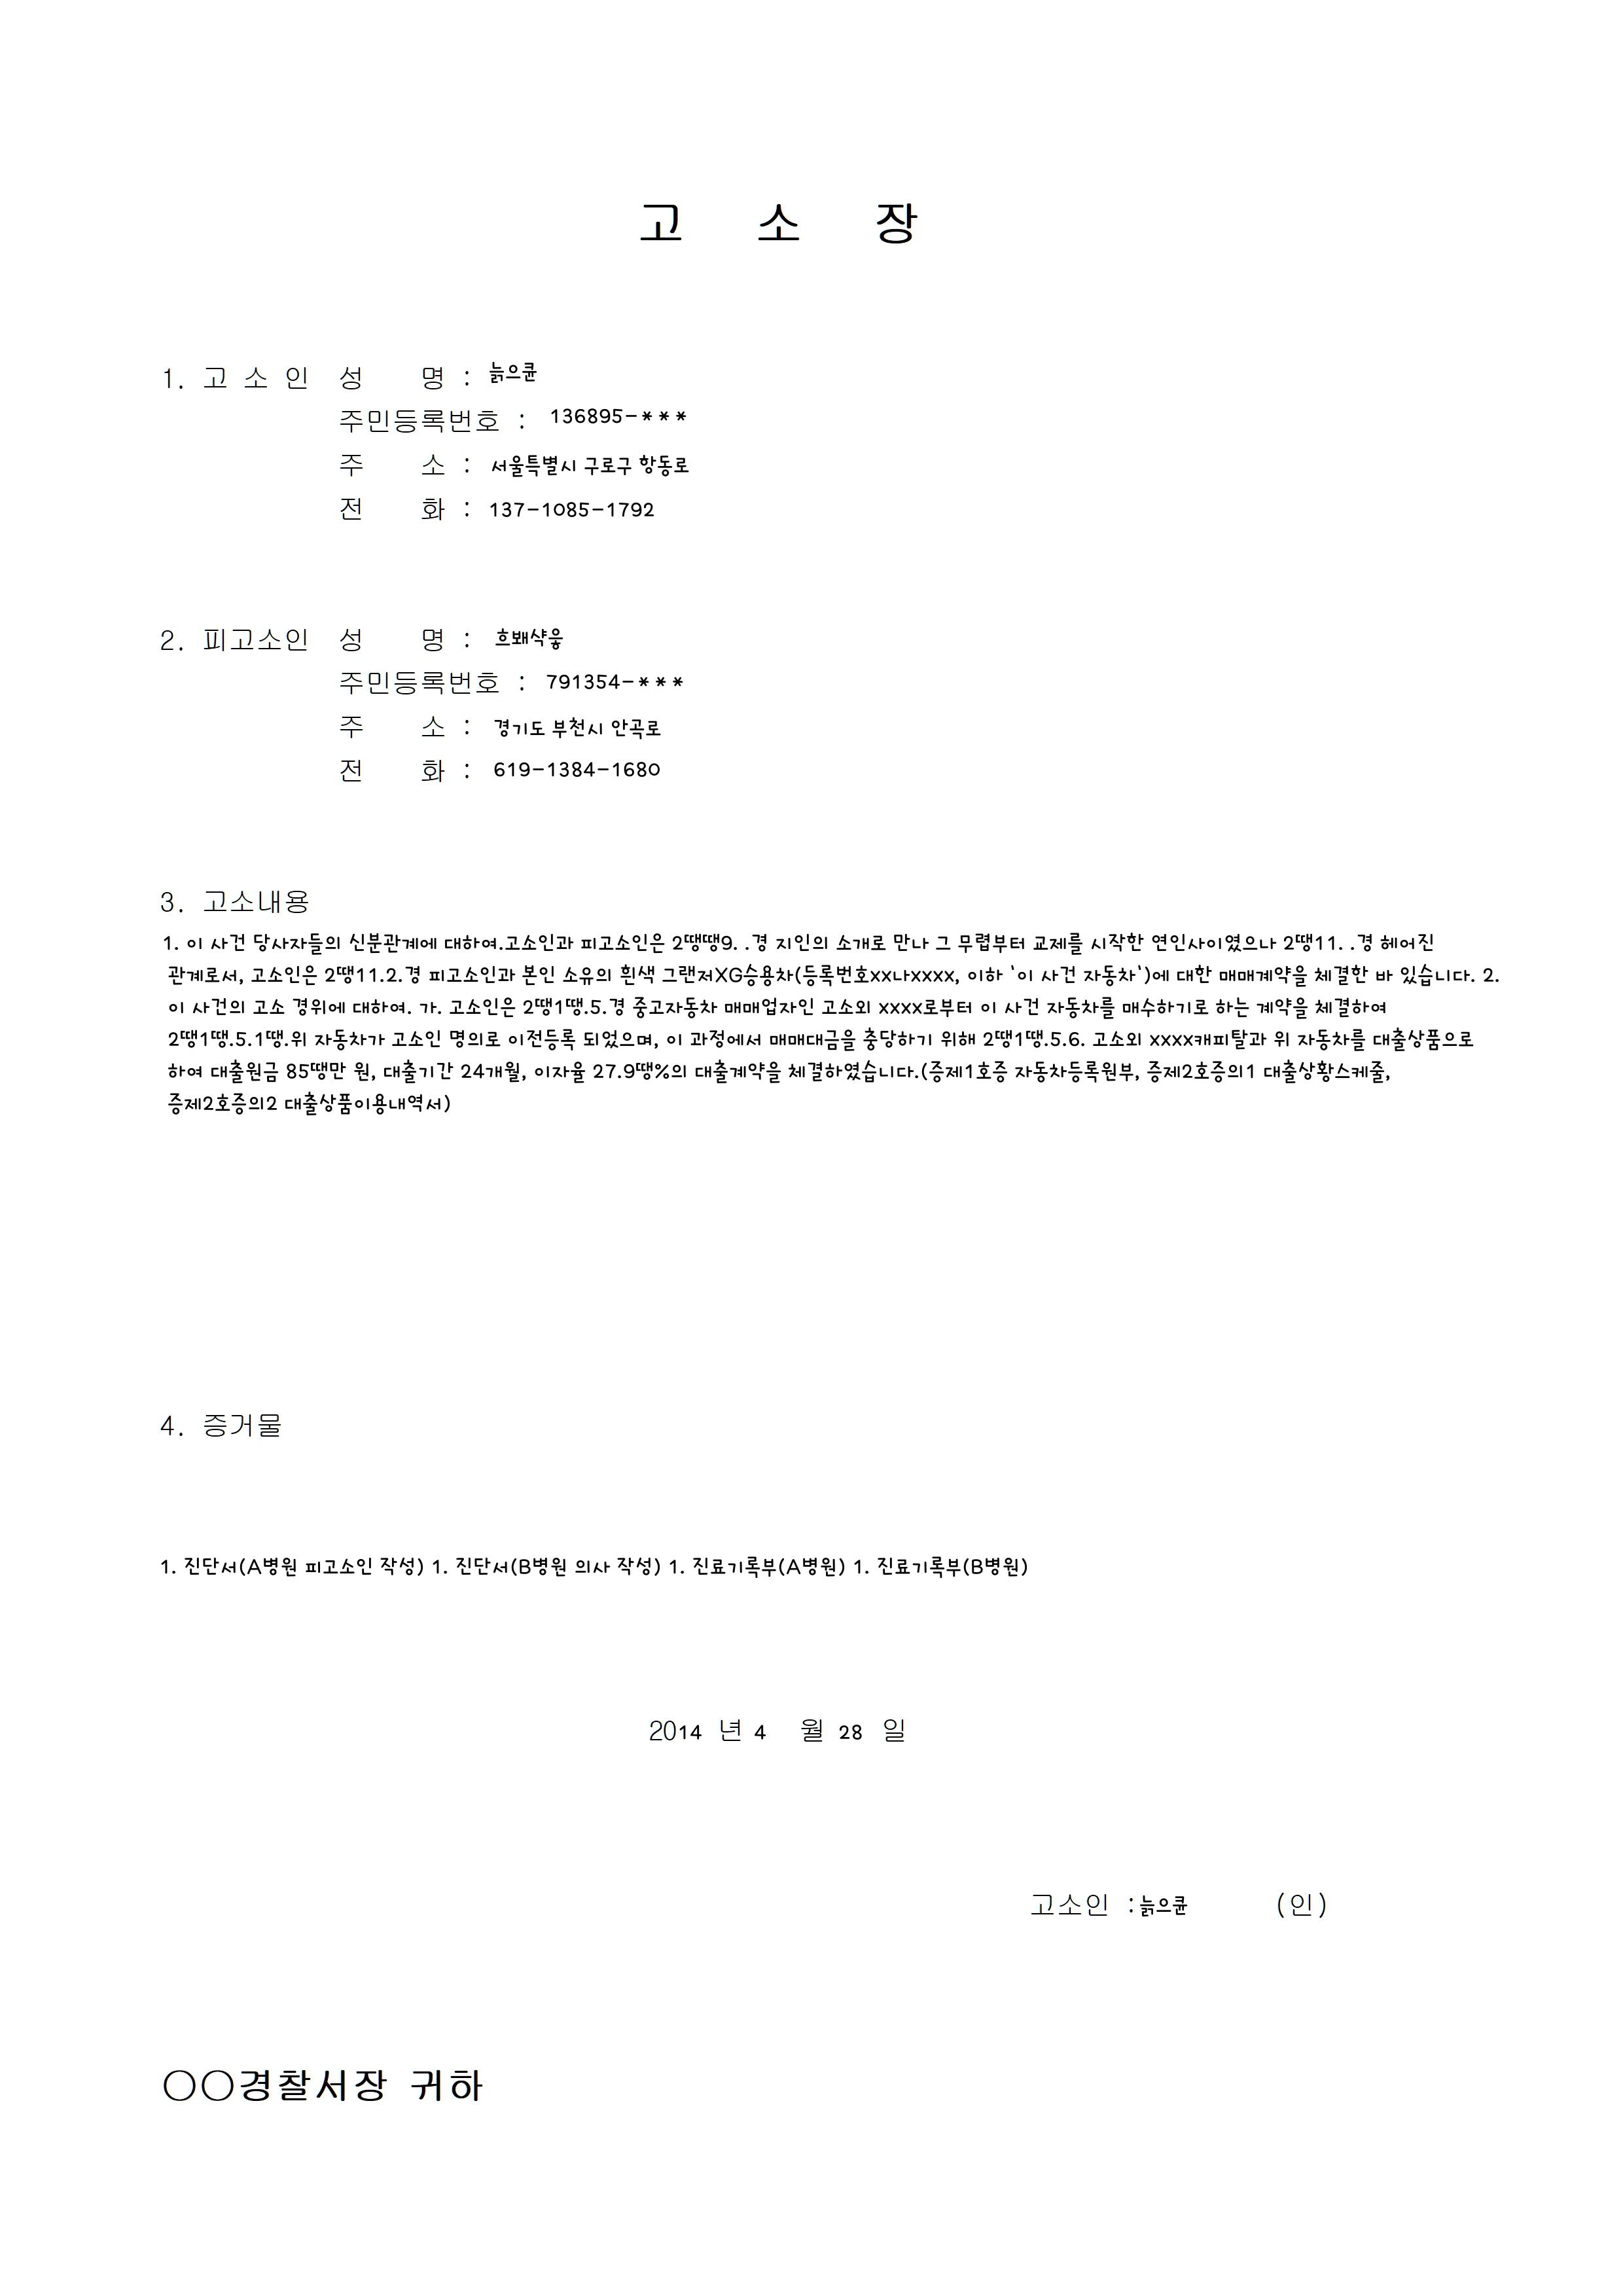 고 소 장
1. 고 소 인 성 명 : 늙으큔
주민등록번호 : 136895-***
주 소 : 서울특별시 구로구 항동로
전 화 : 137-1085-1792
2. 피고소인 성 명 : 흐봬샥읗
주민등록번호 : 791354-***
주 소 : 경기도 부천시 안곡로
전 화 : 619-1384-1680
3. 고소내용
1. 이 사건 당사자들의 신분관계에 대하여.고소인과 피고소인은 2땡땡9. .경 지인의 소개로 만나 그 무렵부터 교제를 시작한 연인사이였으나 2땡11. .경 헤어진
관계로서, 고소인은 2땡11.2.경 피고소인과 본인 소유의 흰색 그랜저XG승용차(등록번호xx나xxxx, 이하 '이 사건 자동차')에 대한 매매계약을 체결한 바 있습니다. 2.
이 사건의 고소 경위에 대하여. 가. 고소인은 2땡1땡.5.경 중고자동차 매매업자인 고소외 xxxx로부터 이 사건 자동차를 매수하기로 하는 계약을 체결하여
2땡1땡.5.1땡.위 자동차가 고소인 명의로 이전등록 되었으며, 이 과정에서 매매대금을 충당하기 위해 2땡1땡.5.6. 고소외 xxxx캐피탈과 위 자동차를 대출상품으로
하여 대출원금 85땡만 원, 대출기간 24개월, 이자율 27.9땡%의 대출계약을 체결하였습니다.(증제1호증 자동차등록원부, 증제2호증의1 대출상황스케줄,
증제2호증의2 대출상품이용내역서)
4. 증거물
1. 진단서(A병원 피고소인 작성) 1. 진단서(B병원 의사 작성) 1. 진료기록부(A병원) 1. 진료기록부(B병원)
2014 년 4 월 28 일
고소인 :늙으큔 (인)
○○경찰서장 귀하